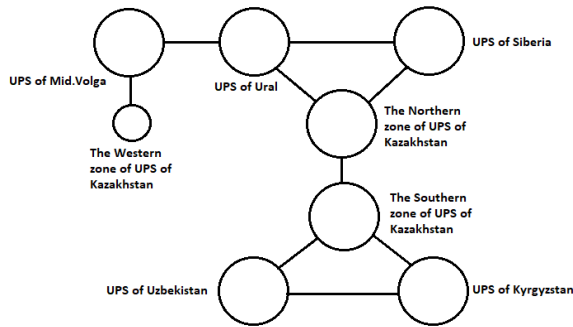 UPS of Siberia
UPS of Mid.Volga
UPS of Ural
The Northern
zone of UPS of
Kazakhstan
The Western
zone of UPS of
Kazakhstan
The Southern
zone of UPS of
Kazakhstan
UPS of Uzbekistan
UPS of Kyrgyzstan